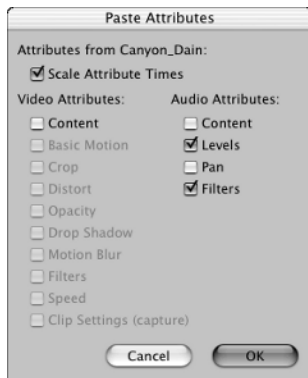 Paste Attributes
Attributes from Canyon_Dain:
Scale Attribute Times
Video Attributes:
Content
Basic Motion
Crop
Distort
Opacity
Drop Shadow
Motion Blur
Filters
Speed
Clip Settings (capture)
Audio Attributes:
Content
Levels
Pan
Filters
Cancel
OK